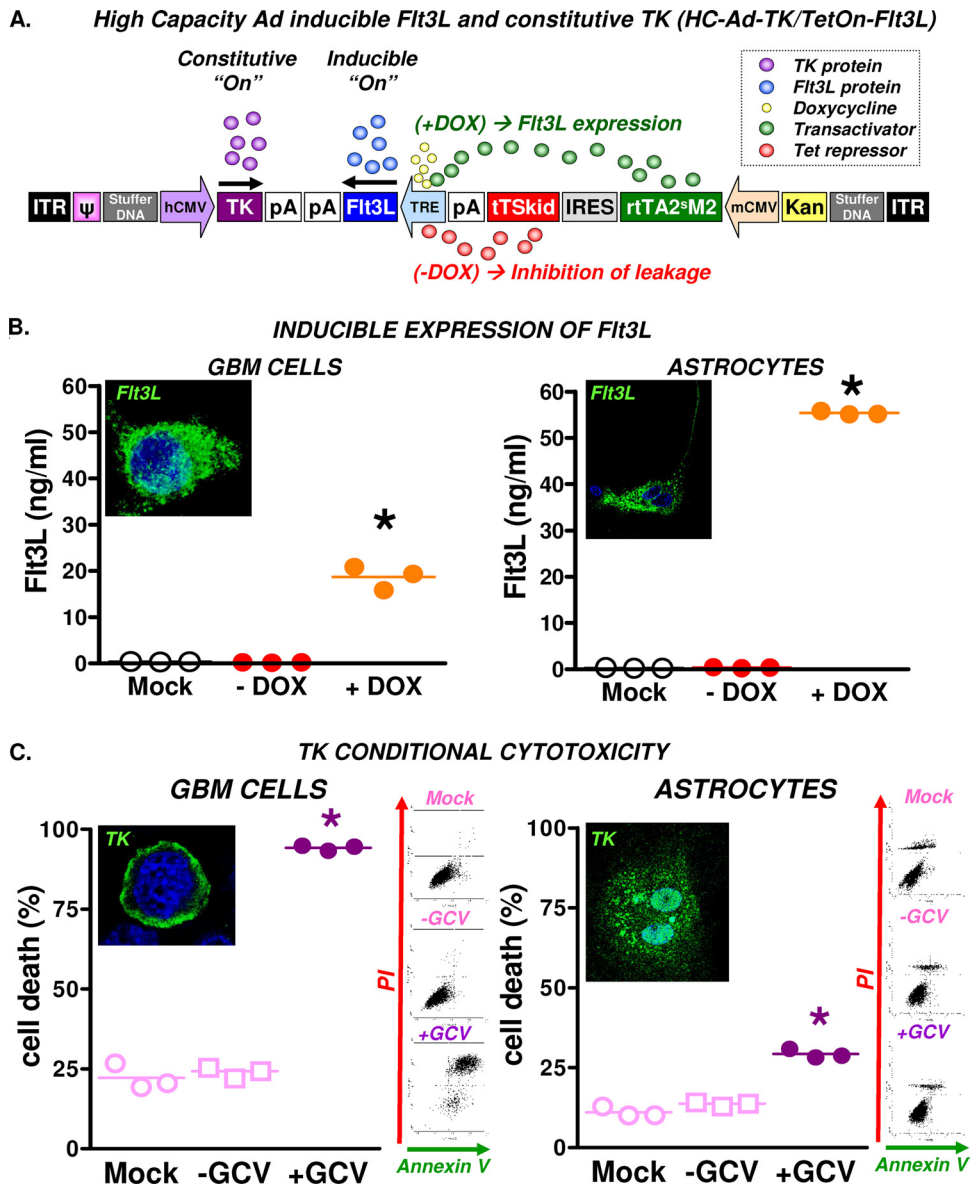 A. High Capacity Ad inducible Flt3L and constitutive TK (HC-Ad-TK/TetOn-Flt3L)
Constitutive
“On”
Inducible
“On”
TK protein
Flt3L protein
Doxycycline
Transactivator
Tet repressor
(+DOX) → Flt3L expression
ITR ψ Stuffer DNA hCMV TK pA pA Flt3L TRE pA tTSkid IRES rtTA2ˢM2 mCMV Kan Stuffer DNA ITR
(-DOX) → Inhibition of leakage
B. INDUCIBLE EXPRESSION OF Flt3L
GBM CELLS
Flt3L
Flt3L (ng/ml)
60
50
40
30
20
10
0
*
Mock - DOX + DOX
ASTROCYTES
Flt3L
Flt3L (ng/ml)
60
50
40
30
20
10
0
*
Mock - DOX + DOX
C. TK CONDITIONAL CYTOTOXICITY
GBM CELLS
TK
cell death (%)
100
75
50
25
0
*
Mock -GCV +GCV
Mock
-GCV
+GCV
PI
Annexin V
ASTROCYTES
TK
cell death (%)
100
75
50
25
0
*
Mock -GCV +GCV
Mock
-GCV
+GCV
PI
Annexin V